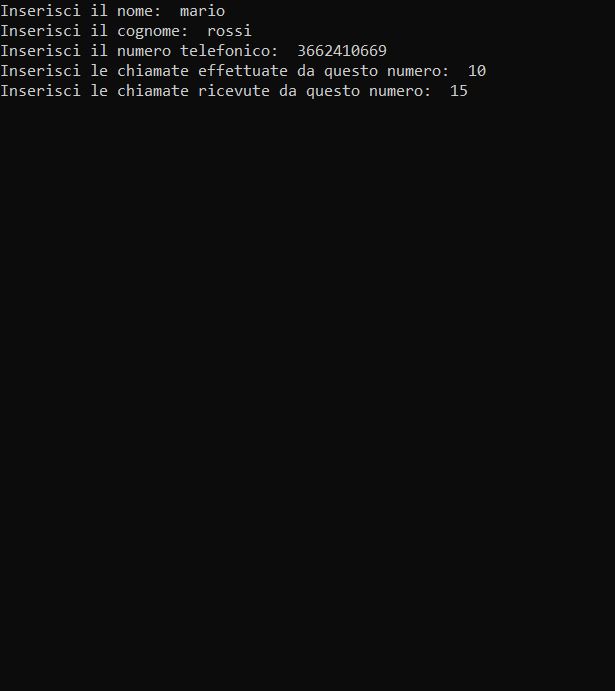 Inserisci il nome:  mario
Inserisci il cognome:  rossi
Inserisci il numero telefonico:  3662410669
Inserisci le chiamate effettuate da questo numero:  10
Inserisci le chiamate ricevute da questo numero:  15